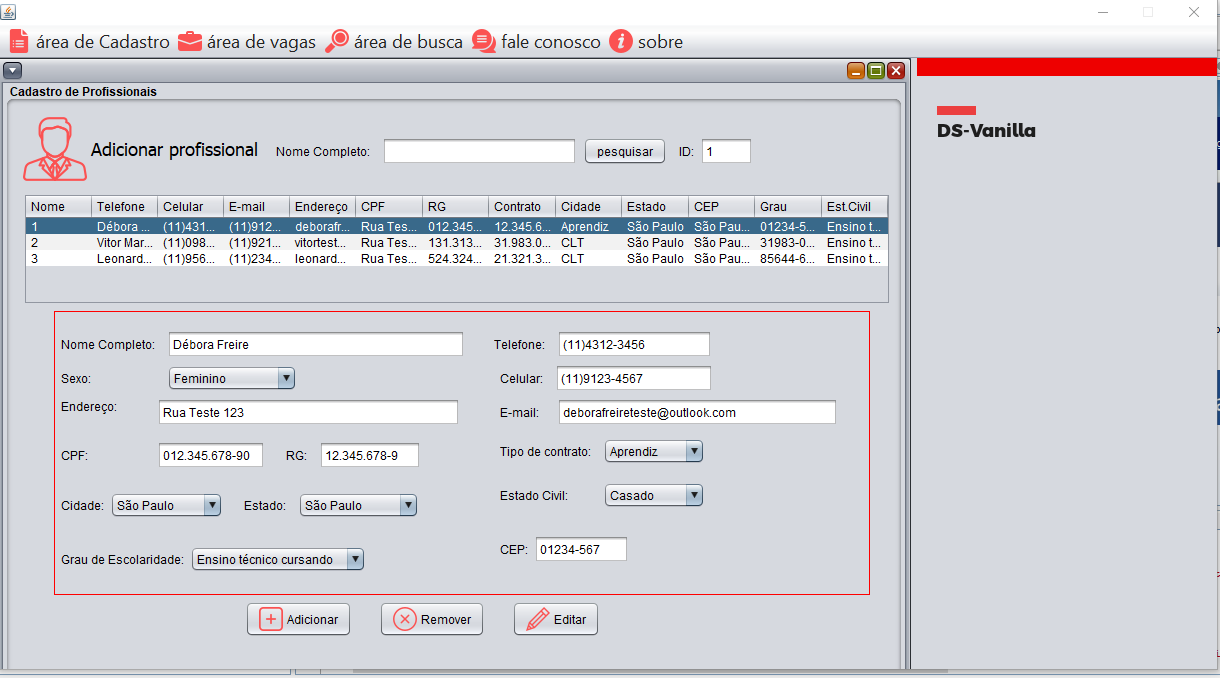 área de Cadastro área de vagas área de busca fale conosco sobre
Cadastro de Profissionais
DS-Vanilla
Adicionar profissional Nome Completo: pesquisar ID: 1
Nome Telefone Celular E-mail Endereço CPF RG Contrato Cidade Estado CEP Grau Est.Civil
1 Débora ... (11)431... (11)912... deborafr... Rua Tes... 012.345... 12.345.6... Aprendiz São Paulo São Pau... 01234-5... Ensino t...
2 Vitor Mar... (11)098... (11)921... vitortest... Rua Tes... 131.313... 31.983.0... CLT São Paulo São Pau... 31983-0... Ensino t...
3 Leonard... (11)956... (11)234... leonard... Rua Tes... 524.324... 21.321.3... CLT São Paulo São Pau... 85644-6... Ensino t...
Nome Completo: Débora Freire Telefone: (11)4312-3456
Sexo: Feminino Celular: (11)9123-4567
Endereço: Rua Teste 123 E-mail: deborafreireteste@outlook.com
CPF: 012.345.678-90 RG: 12.345.678-9 Tipo de contrato: Aprendiz
Cidade: São Paulo Estado: São Paulo Estado Civil: Casado
Grau de Escolaridade: Ensino técnico cursando CEP: 01234-567
Adicionar Remover Editar